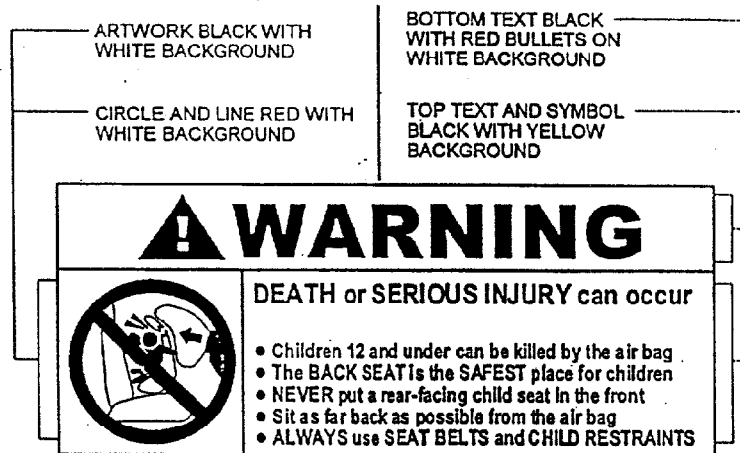 ARTWORK BLACK WITH
WHITE BACKGROUND
CIRCLE AND LINE RED WITH
WHITE BACKGROUND
BOTTOM TEXT BLACK
WITH RED BULLETS ON
WHITE BACKGROUND
TOP TEXT AND SYMBOL
BLACK WITH YELLOW
BACKGROUND
! WARNING
DEATH or SERIOUS INJURY can occur
• Children 12 and under can be killed by the air bag
• The BACK SEAT is the SAFEST place for children
• NEVER put a rear-facing child seat in the front
• Sit as far back as possible from the air bag
• ALWAYS use SEAT BELTS and CHILD RESTRAINTS